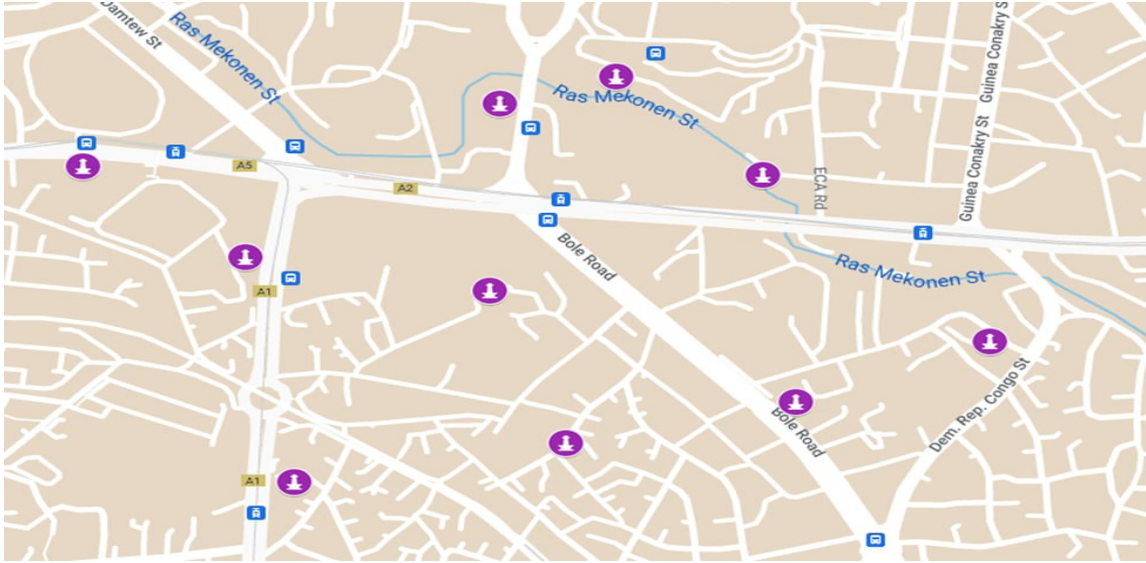 Damtew St
Ras Mekonen St
Guinea Conakry St
Guinea Conakry St
Ras Mekonen St
A5
A2
ECA Rd
Bole Road
Ras Mekonen St
A1
Dem. Rep. Congo St
Bole Road
A1